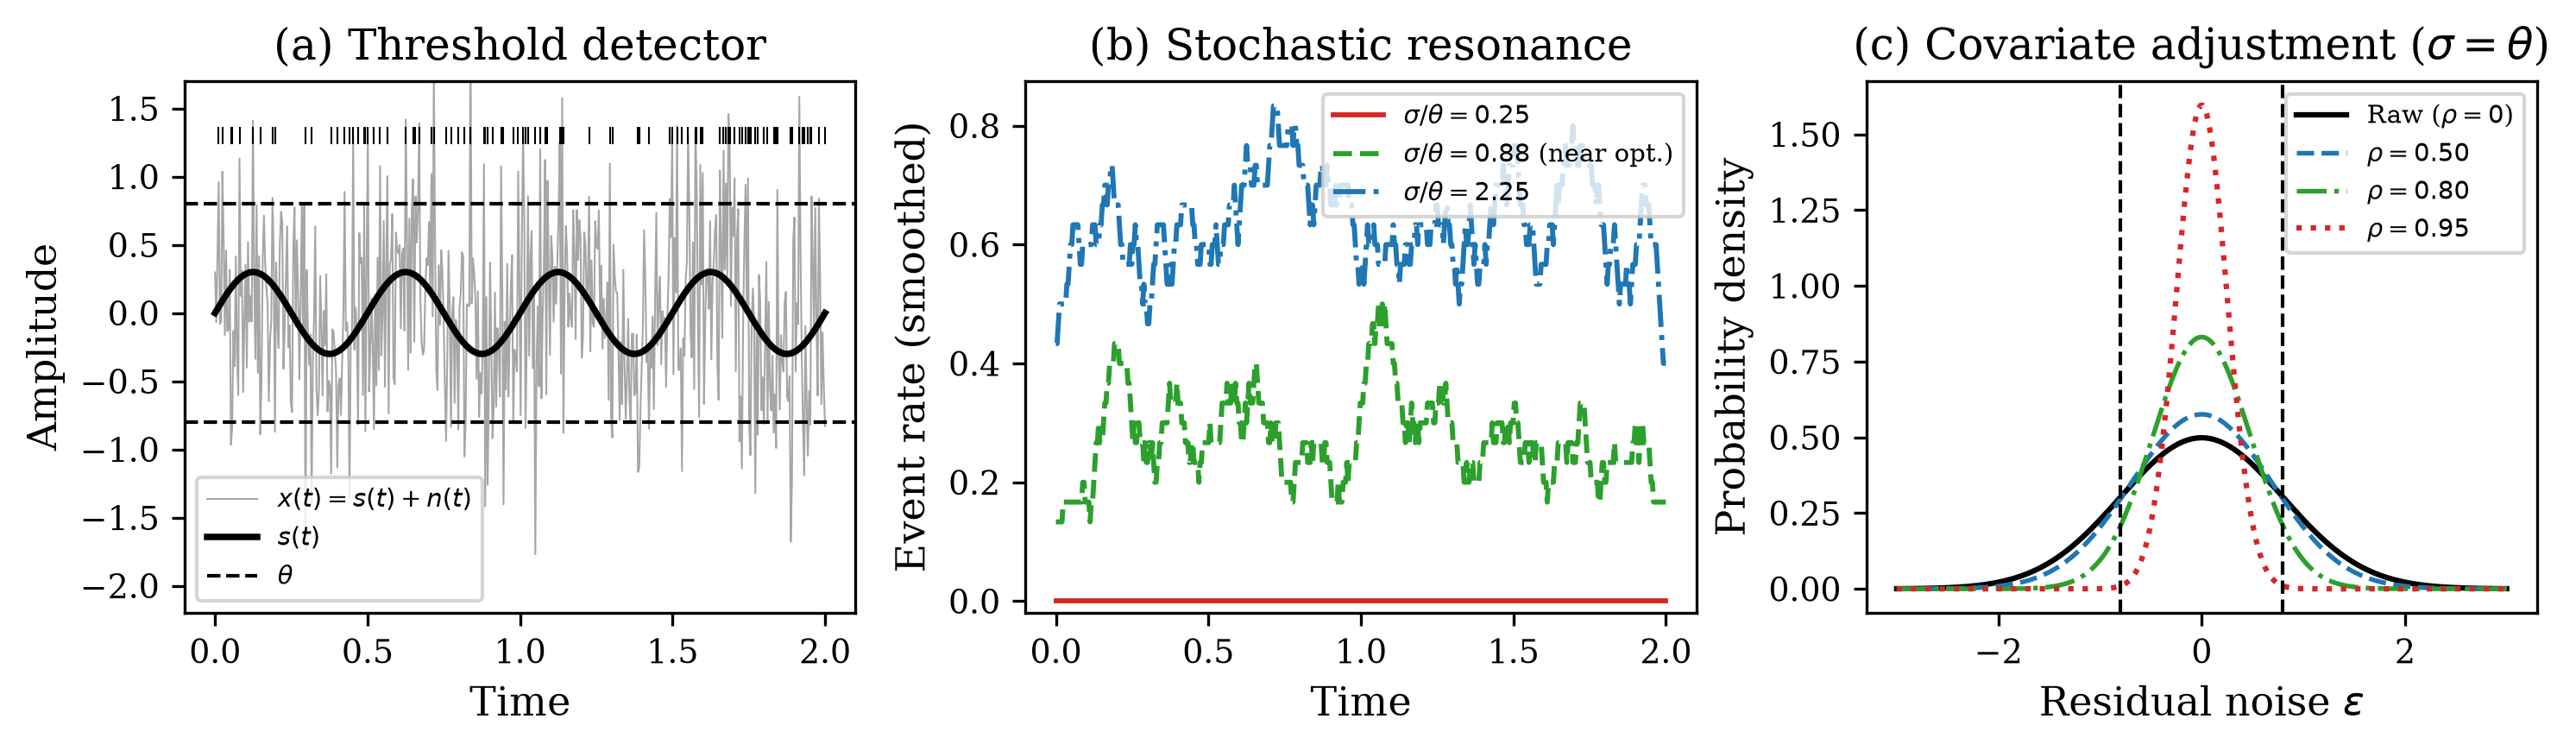 (a) Threshold detector
Amplitude
1.5
1.0
0.5
0.0
−0.5
−1.0
−1.5
−2.0
x(t) = s(t) + n(t)
s(t)
θ
0.0 0.5 1.0 1.5 2.0
Time
(b) Stochastic resonance
Event rate (smoothed)
0.8
0.6
0.4
0.2
0.0
σ/θ = 0.25
σ/θ = 0.88 (near opt.)
σ/θ = 2.25
0.0 0.5 1.0 1.5 2.0
Time
(c) Covariate adjustment (σ = θ)
Probability density
1.50
1.25
1.00
0.75
0.50
0.25
0.00
Raw (ρ = 0)
ρ = 0.50
ρ = 0.80
ρ = 0.95
−2 0 2
Residual noise ε